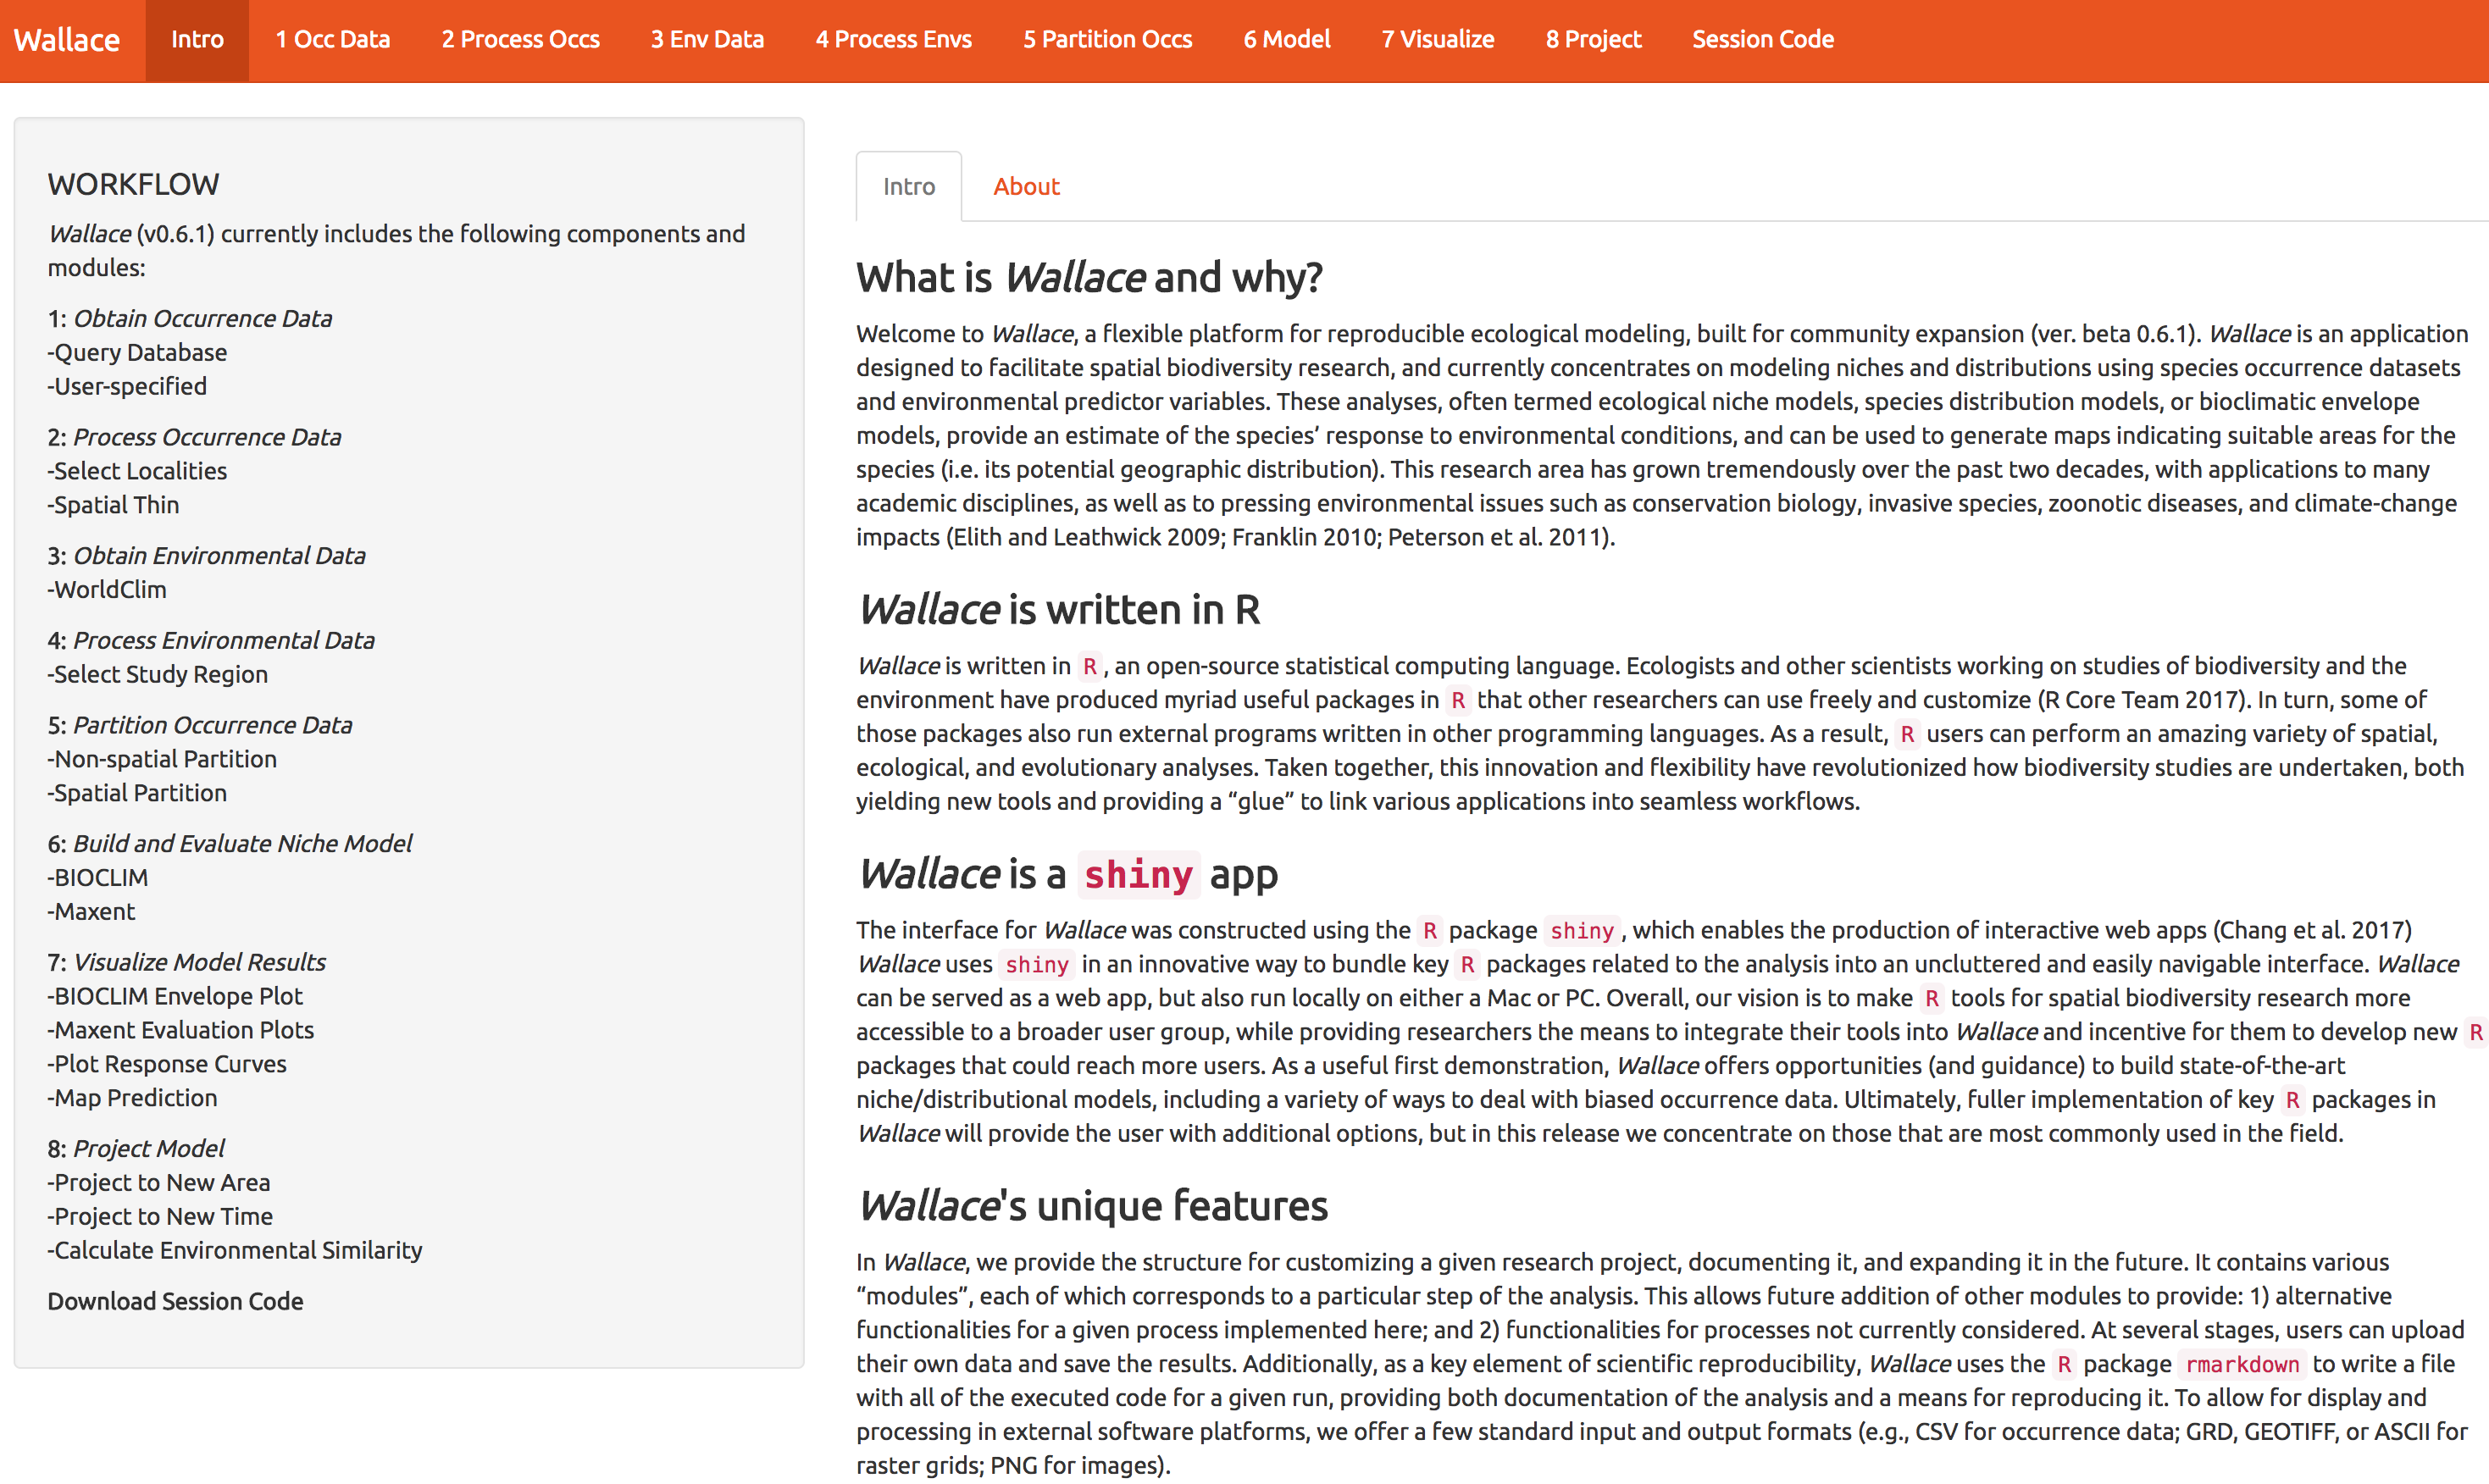 Wallace Intro 1 Occ Data 2 Process Occs 3 Env Data 4 Process Envs 5 Partition Occs 6 Model 7 Visualize 8 Project Session Code
WORKFLOW
Wallace (v0.6.1) currently includes the following components and
modules:
1: Obtain Occurrence Data
-Query Database
-User-specified
2: Process Occurrence Data
-Select Localities
-Spatial Thin
3: Obtain Environmental Data
-WorldClim
4: Process Environmental Data
-Select Study Region
5: Partition Occurrence Data
-Non-spatial Partition
-Spatial Partition
6: Build and Evaluate Niche Model
-BIOCLIM
-Maxent
7: Visualize Model Results
-BIOCLIM Envelope Plot
-Maxent Evaluation Plots
-Plot Response Curves
-Map Prediction
8: Project Model
-Project to New Area
-Project to New Time
-Calculate Environmental Similarity
Download Session Code
Intro About
What is Wallace and why?
Welcome to Wallace, a flexible platform for reproducible ecological modeling, built for community expansion (ver. beta 0.6.1). Wallace is an application
designed to facilitate spatial biodiversity research, and currently concentrates on modeling niches and distributions using species occurrence datasets
and environmental predictor variables. These analyses, often termed ecological niche models, species distribution models, or bioclimatic envelope
models, provide an estimate of the species’ response to environmental conditions, and can be used to generate maps indicating suitable areas for the
species (i.e. its potential geographic distribution). This research area has grown tremendously over the past two decades, with applications to many
academic disciplines, as well as to pressing environmental issues such as conservation biology, invasive species, zoonotic diseases, and climate-change
impacts (Elith and Leathwick 2009; Franklin 2010; Peterson et al. 2011).
Wallace is written in R
Wallace is written in R, an open-source statistical computing language. Ecologists and other scientists working on studies of biodiversity and the
environment have produced myriad useful packages in R that other researchers can use freely and customize (R Core Team 2017). In turn, some of
those packages also run external programs written in other programming languages. As a result, R users can perform an amazing variety of spatial,
ecological, and evolutionary analyses. Taken together, this innovation and flexibility have revolutionized how biodiversity studies are undertaken, both
yielding new tools and providing a “glue” to link various applications into seamless workflows.
Wallace is a shiny app
The interface for Wallace was constructed using the R package shiny, which enables the production of interactive web apps (Chang et al. 2017)
Wallace uses shiny in an innovative way to bundle key R packages related to the analysis into an uncluttered and easily navigable interface. Wallace
can be served as a web app, but also run locally on either a Mac or PC. Overall, our vision is to make R tools for spatial biodiversity research more
accessible to a broader user group, while providing researchers the means to integrate their tools into Wallace and incentive for them to develop new R
packages that could reach more users. As a useful first demonstration, Wallace offers opportunities (and guidance) to build state-of-the-art
niche/distributional models, including a variety of ways to deal with biased occurrence data. Ultimately, fuller implementation of key R packages in
Wallace will provide the user with additional options, but in this release we concentrate on those that are most commonly used in the field.
Wallace's unique features
In Wallace, we provide the structure for customizing a given research project, documenting it, and expanding it in the future. It contains various
“modules”, each of which corresponds to a particular step of the analysis. This allows future addition of other modules to provide: 1) alternative
functionalities for a given process implemented here; and 2) functionalities for processes not currently considered. At several stages, users can upload
their own data and save the results. Additionally, as a key element of scientific reproducibility, Wallace uses the R package rmarkdown to write a file
with all of the executed code for a given run, providing both documentation of the analysis and a means for reproducing it. To allow for display and
processing in external software platforms, we offer a few standard input and output formats (e.g., CSV for occurrence data; GRD, GEOTIFF, or ASCII for
raster grids; PNG for images).